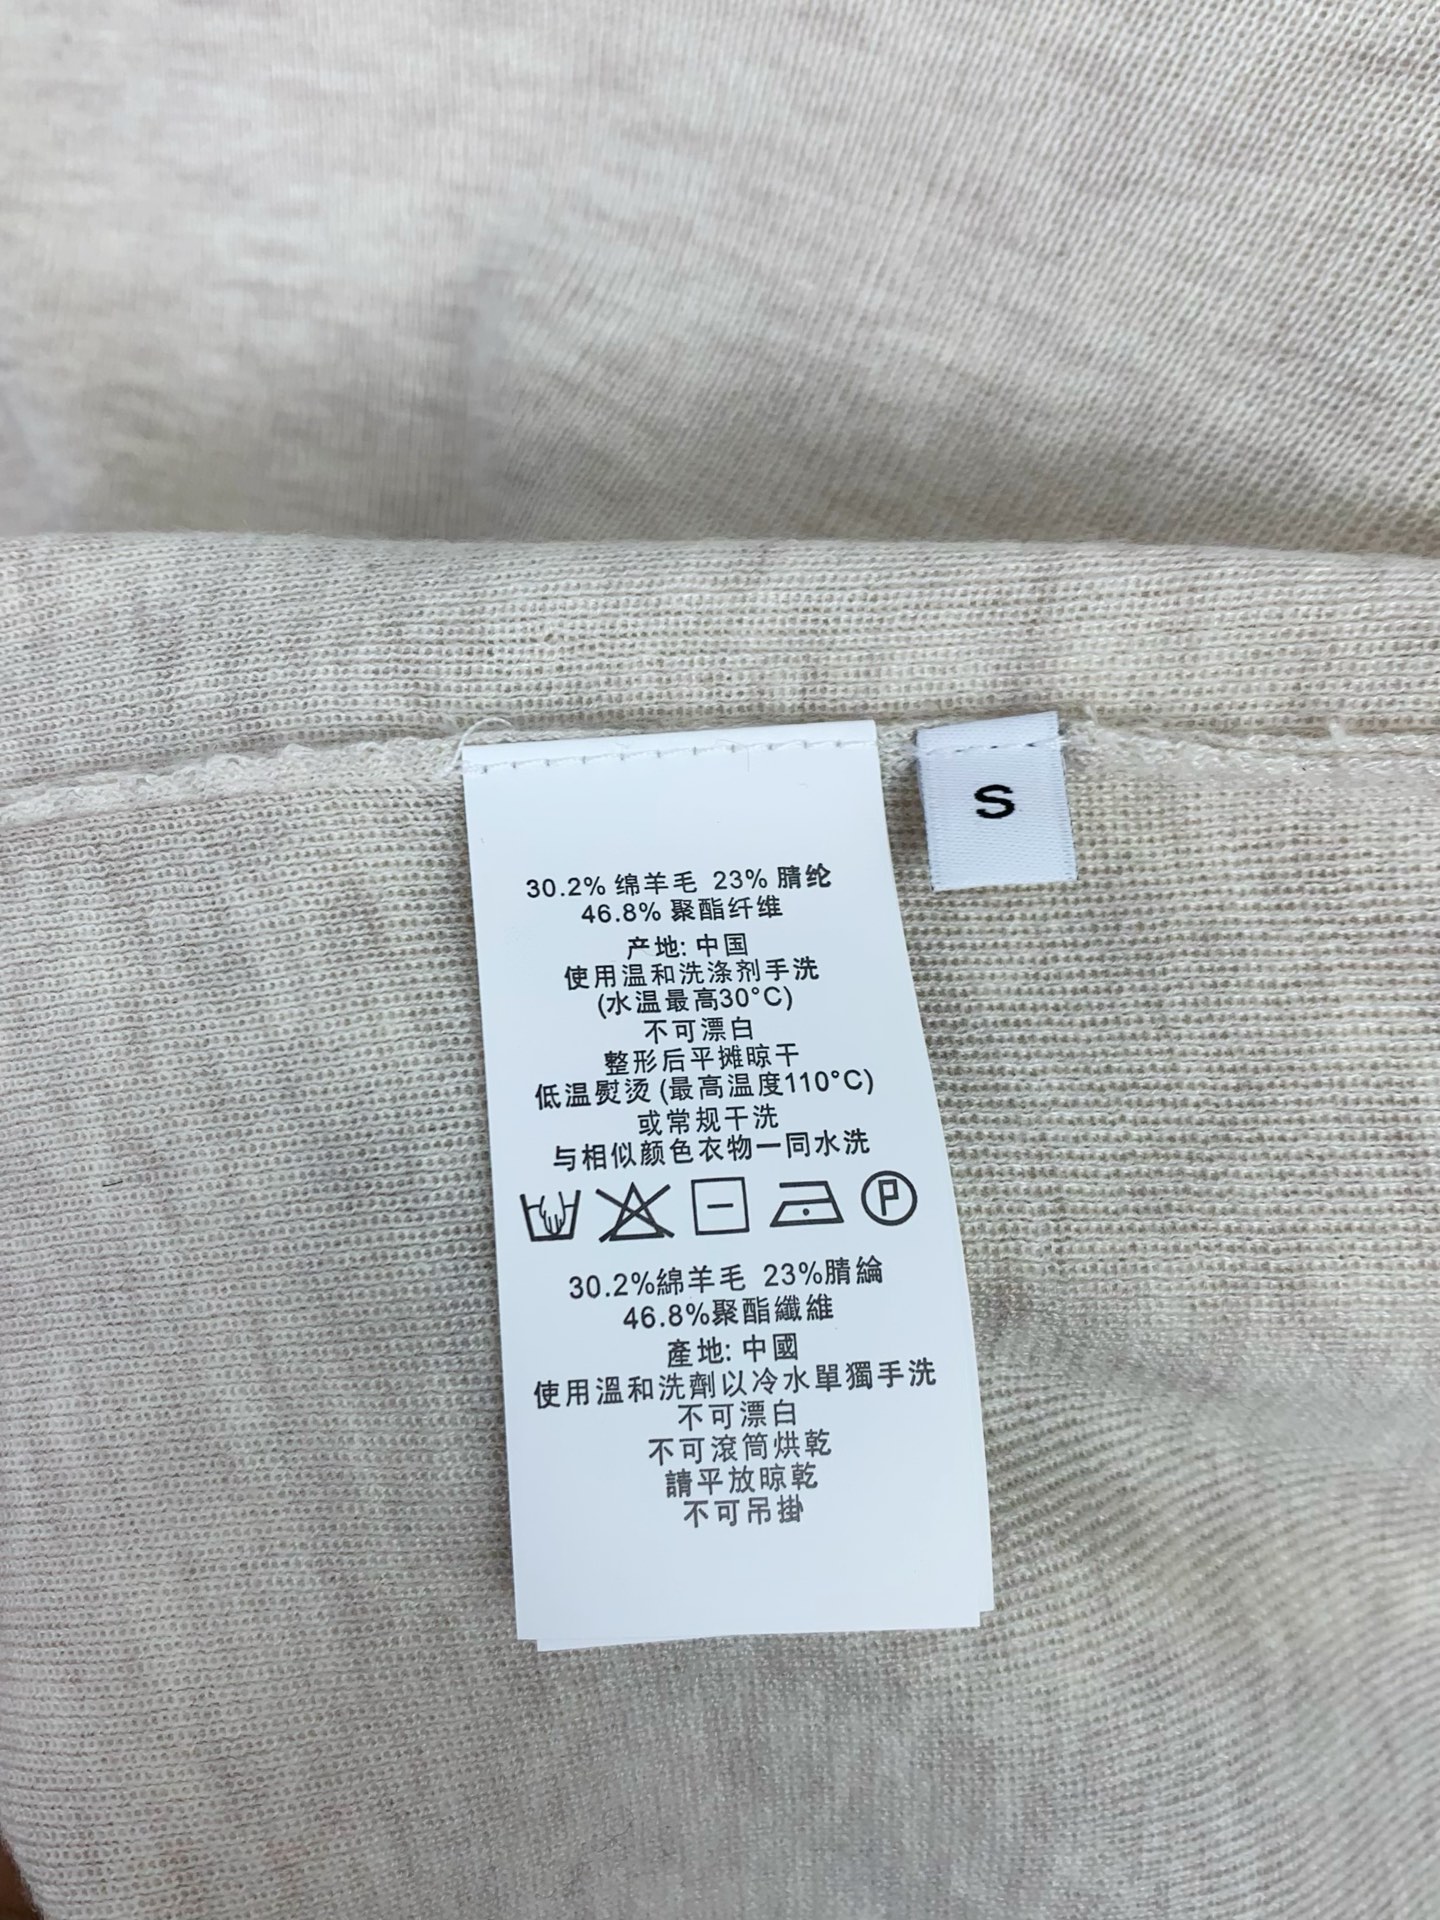 S
30.2% 绵羊毛 23% 腈纶
46.8% 聚酯纤维
产地: 中国
使用温和洗涤剂手洗
(水温最高30°C)
不可漂白
整形后平摊晾干
低温熨烫 (最高温度110°C)
或常规干洗
与相似颜色衣物一同水洗
P
30.2%綿羊毛 23%腈綸
46.8%聚酯纖維
產地: 中國
使用溫和洗劑以冷水單獨手洗
不可漂白
不可滾筒烘乾
請平放晾乾
不可吊掛